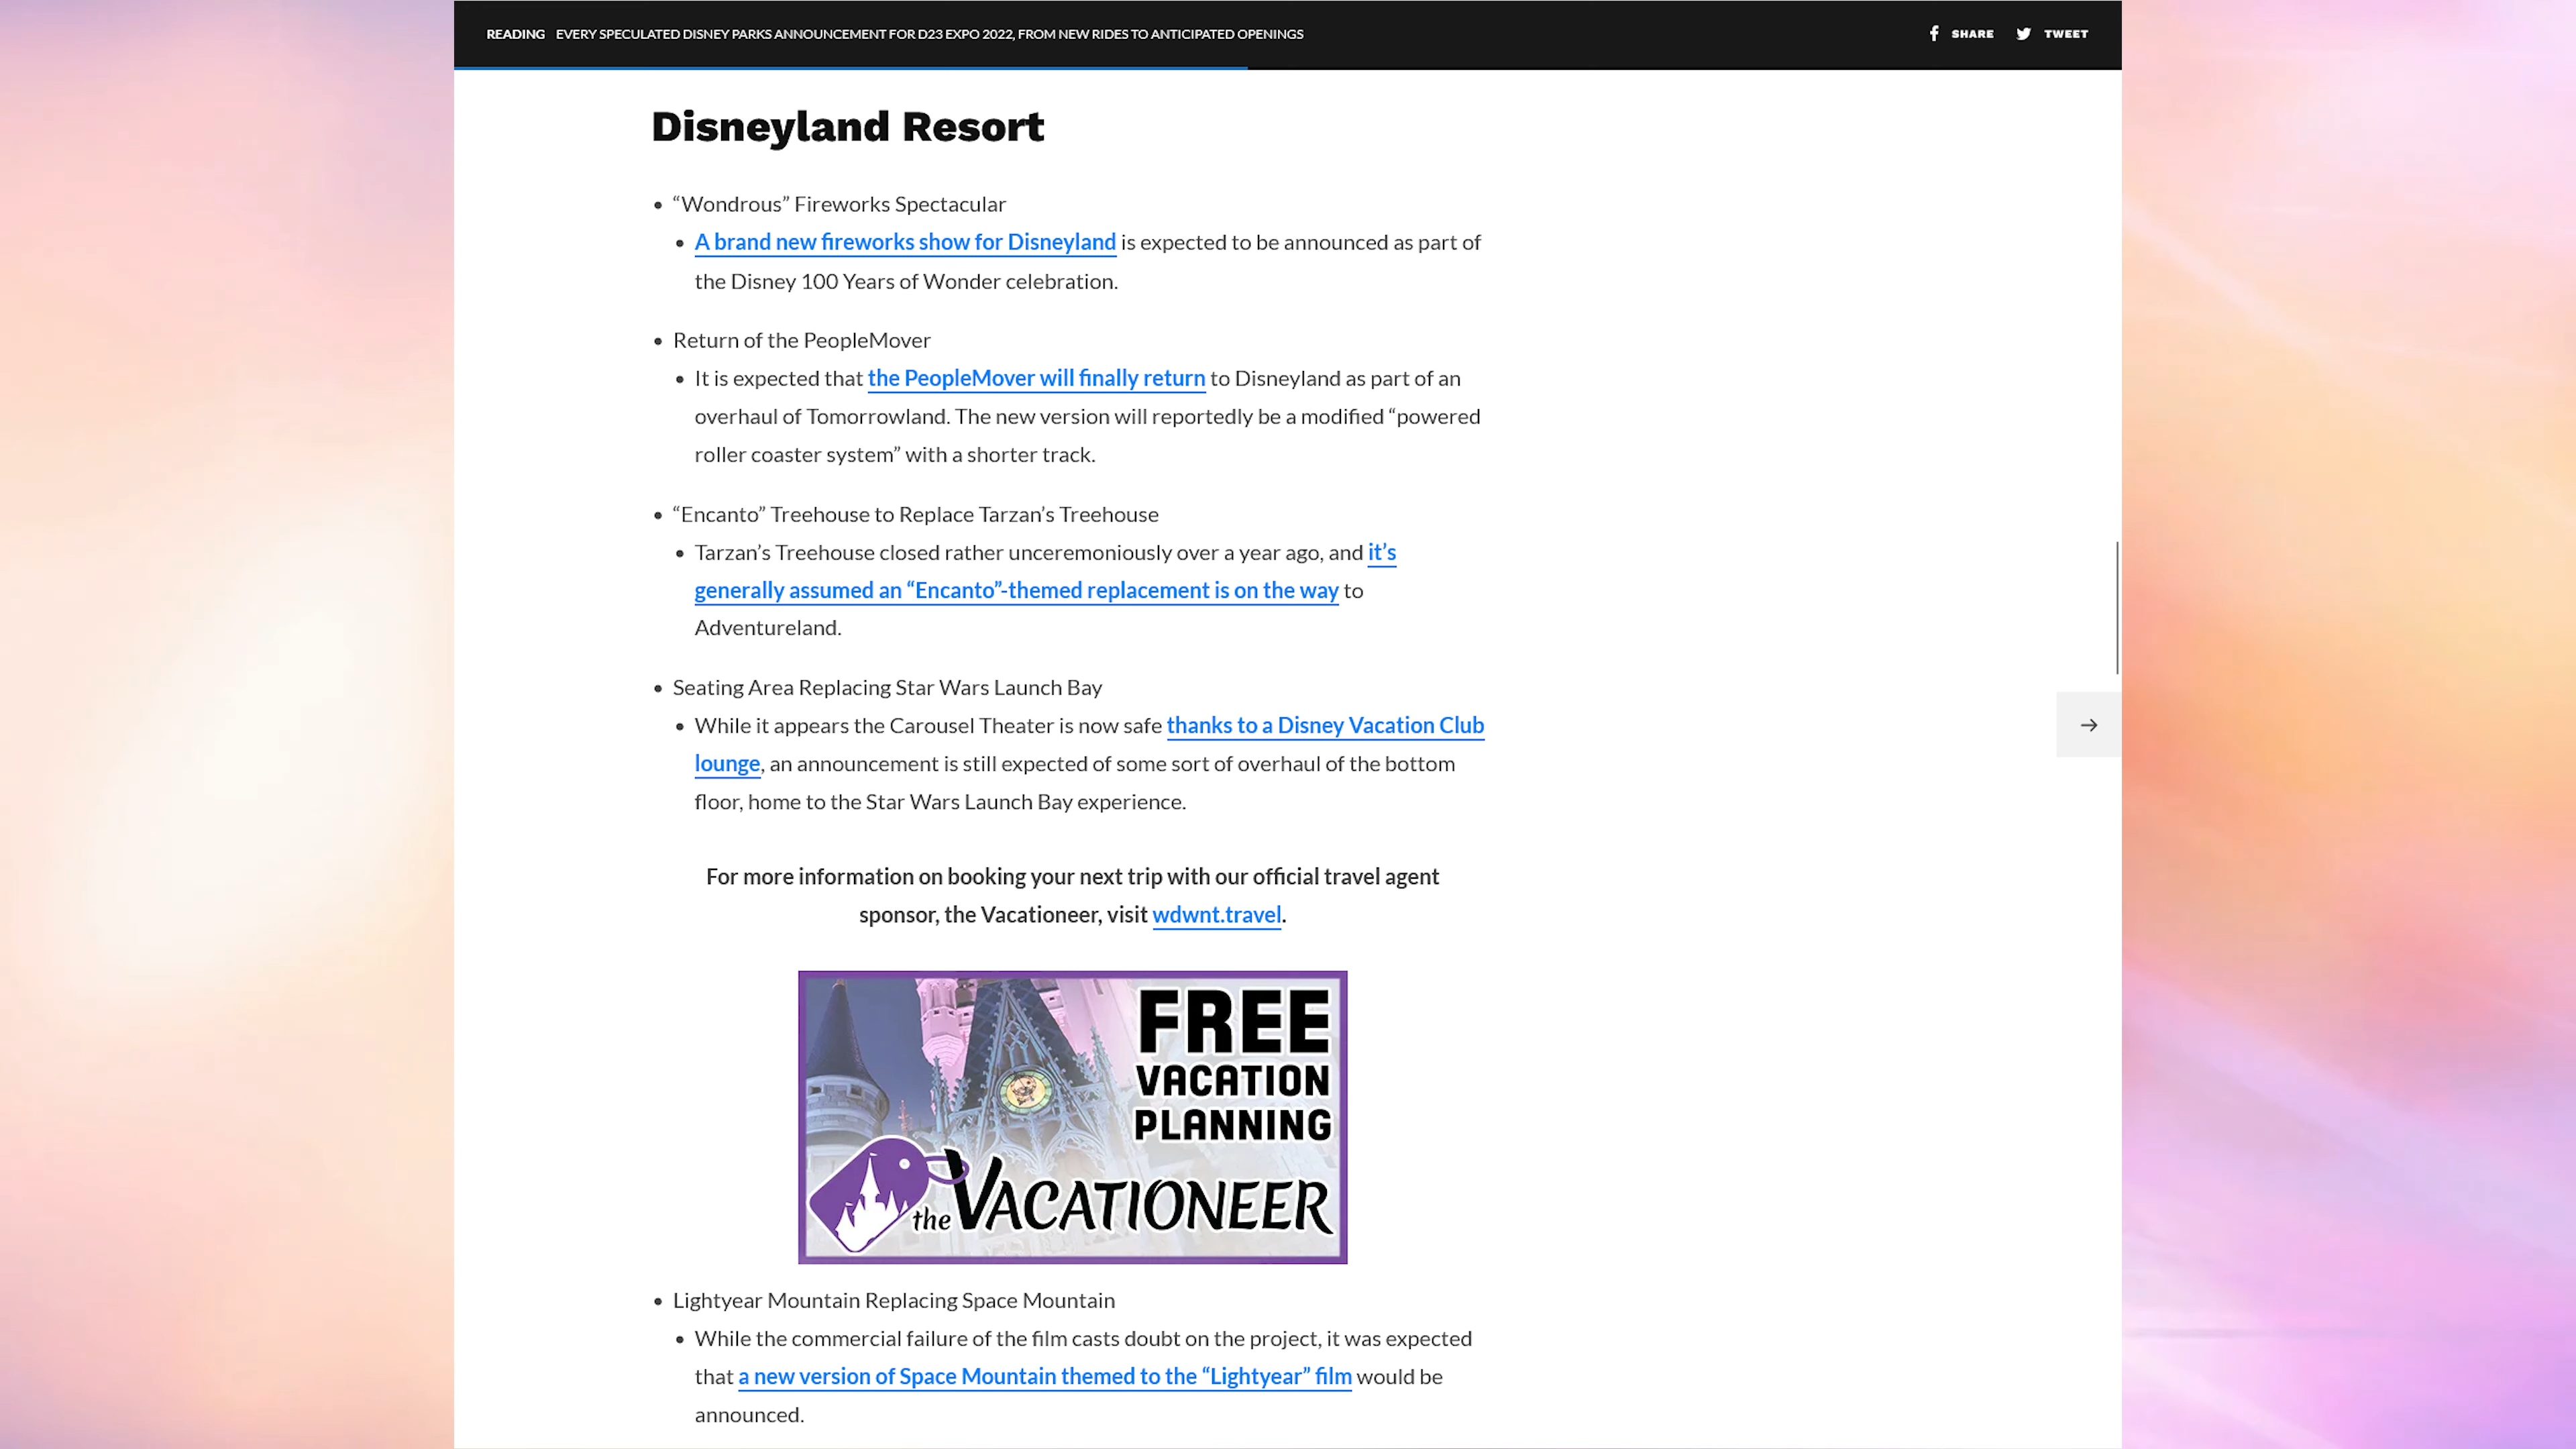 READING EVERY SPECULATED DISNEY PARKS ANNOUNCEMENT FOR D23 EXPO 2022, FROM NEW RIDES TO ANTICIPATED OPENINGS
SHARE TWEET
Disneyland Resort
• “Wondrous” Fireworks Spectacular
• A brand new fireworks show for Disneyland is expected to be announced as part of
the Disney 100 Years of Wonder celebration.
• Return of the PeopleMover
• It is expected that the PeopleMover will finally return to Disneyland as part of an
overhaul of Tomorrowland. The new version will reportedly be a modified “powered
roller coaster system” with a shorter track.
• “Encanto” Treehouse to Replace Tarzan’s Treehouse
• Tarzan’s Treehouse closed rather unceremoniously over a year ago, and it’s
generally assumed an “Encanto”-themed replacement is on the way to
Adventureland.
• Seating Area Replacing Star Wars Launch Bay
• While it appears the Carousel Theater is now safe thanks to a Disney Vacation Club
lounge, an announcement is still expected of some sort of overhaul of the bottom
floor, home to the Star Wars Launch Bay experience.
For more information on booking your next trip with our official travel agent
sponsor, the Vacationeer, visit wdwnt.travel.
FREE
VACATION
PLANNING
the VACATIONEER
• Lightyear Mountain Replacing Space Mountain
• While the commercial failure of the film casts doubt on the project, it was expected
that a new version of Space Mountain themed to the “Lightyear” film would be
announced.